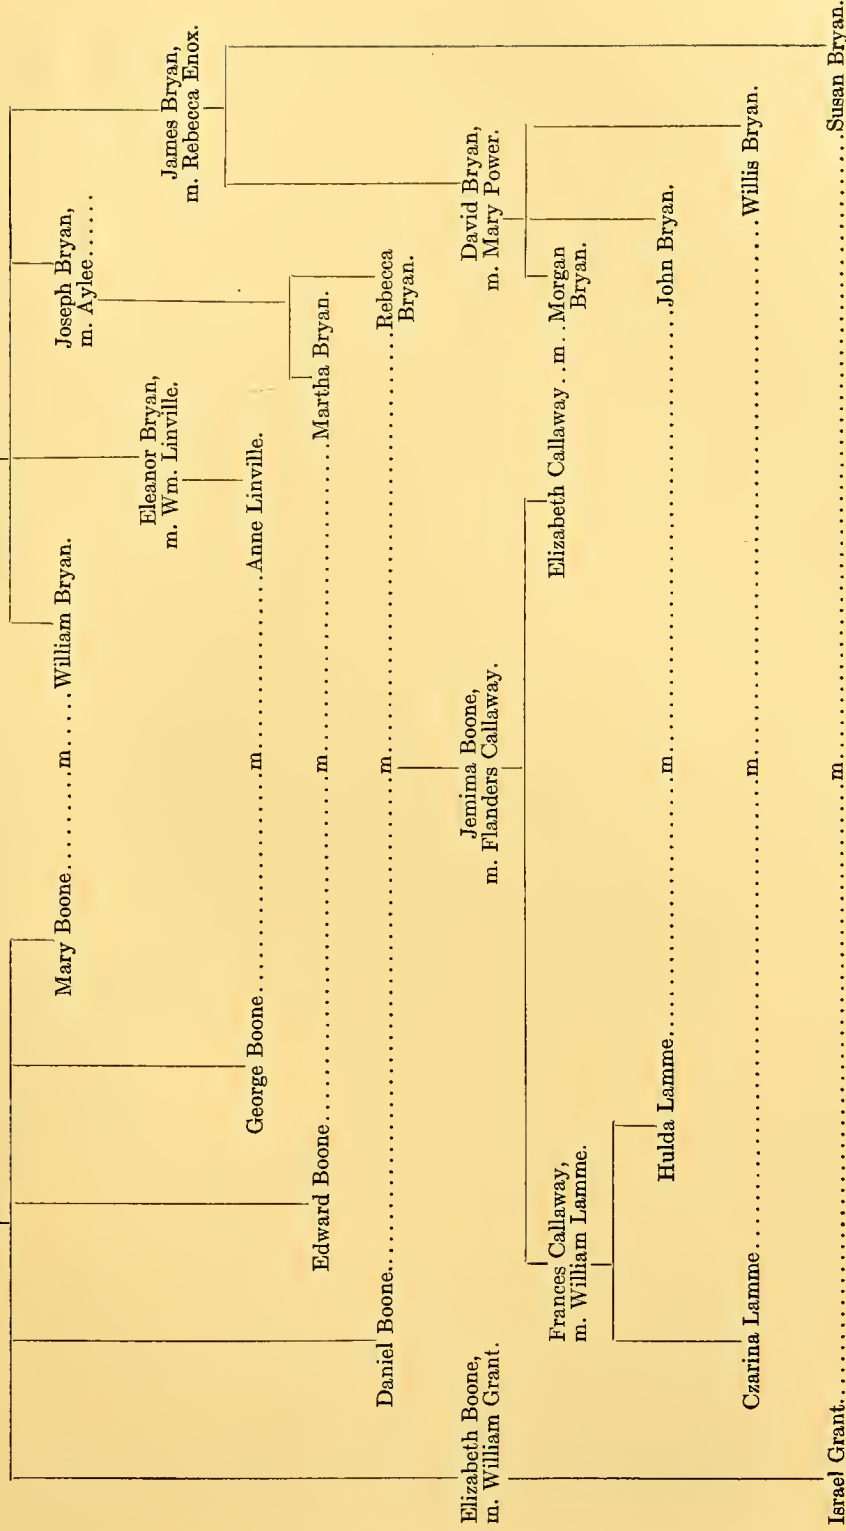 Mary Boone.........m......William Bryan.
Eleanor Bryan,
m. Wm. Linville.
Joseph Bryan,
m. Aylee......
James Bryan,
m. Rebecca Enox.
George Boone....................m....................Anne Linville.
Edward Boone....................m....................Martha Bryan.
Daniel Boone....................m....................Rebecca
Bryan.
Elizabeth Boone,
m. William Grant.
Jemima Boone,
m. Flanders Callaway.
David Bryan,
m. Mary Power.
Frances Callaway,
m. William Lamme.
Elizabeth Callaway..m..Morgan
Bryan.
Hulda Lamme....................m....................John Bryan.
Czarina Lamme....................m....................Willis Bryan.
Israel Grant....................m....................Susan Bryan.